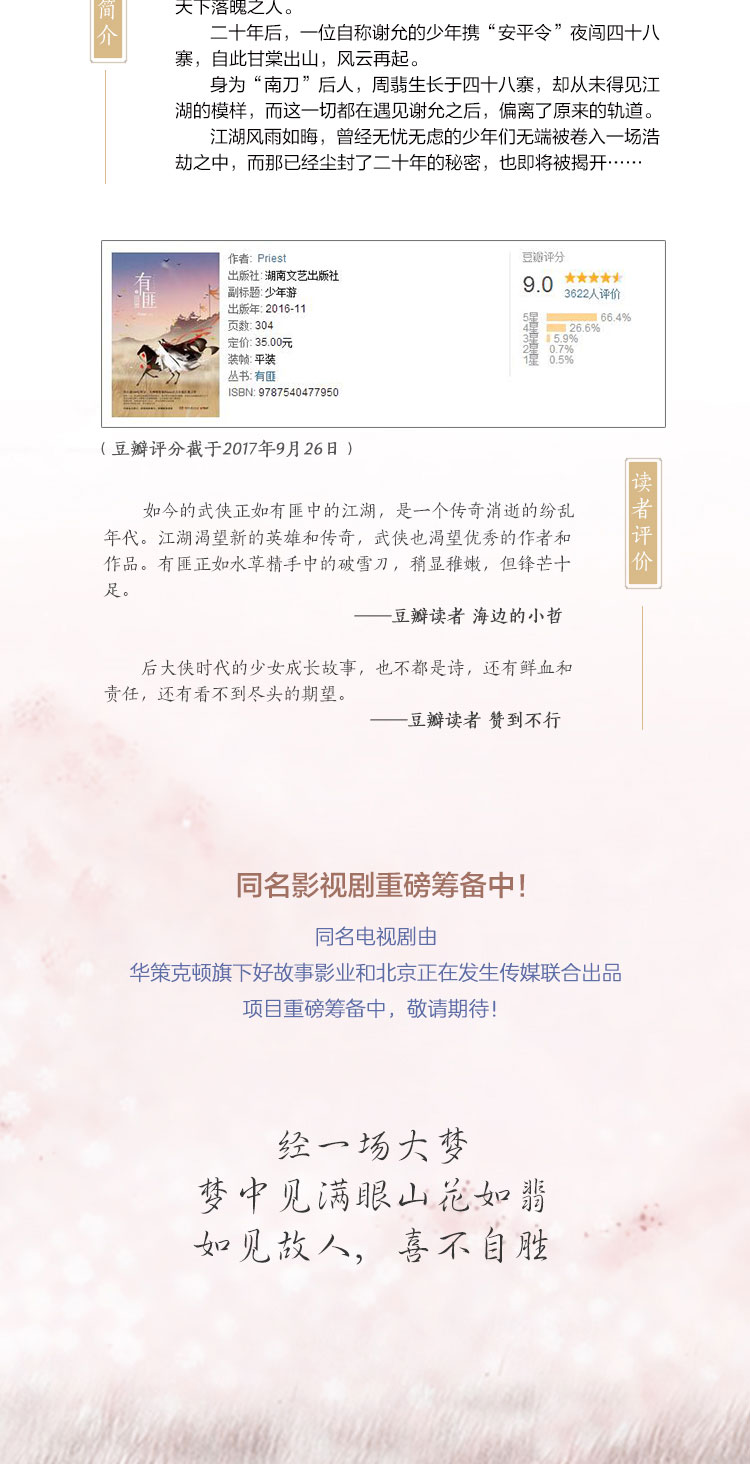 简介
天下落魄之人。
二十年后，一位自称谢允的少年携“安平令”夜闯四十八
寨，自此甘棠出山，风云再起。
身为“南刀”后人，周翡生长于四十八寨，却从未得见江
湖的模样，而这一切都在遇见谢允之后，偏离了原来的轨道。
江湖风雨如晦，曾经无忧无虑的少年们无端被卷入一场浩
劫之中，而那已经尘封了二十年的秘密，也即将被揭开……
有匪
作者: Priest
出版社: 湖南文艺出版社
副标题: 少年游
出版年: 2016-11
页数: 304
定价: 35.00元
装帧: 平装
丛书: 有匪
ISBN: 9787540477950
豆瓣评分
9.0
3622人评价
5星 66.4%
4星 26.6%
3星 5.9%
2星 0.7%
1星 0.5%
（豆瓣评分截于2017年9月26日）
读者评价
如今的武侠正如有匪中的江湖，是一个传奇消逝的纷乱
年代。江湖渴望新的英雄和传奇，武侠也渴望优秀的作者和
作品。有匪正如水草精手中的破雪刀，稍显稚嫩，但锋芒十
足。
——豆瓣读者 海边的小哲
后大侠时代的少女成长故事，也不都是诗，还有鲜血和
责任，还有看不到尽头的期望。
——豆瓣读者 赞到不行
同名影视剧重磅筹备中！
同名电视剧由
华策克顿旗下好故事影业和北京正在发生传媒联合出品
项目重磅筹备中，敬请期待！
经一场大梦
梦中见满眼山花如翡
如见故人，喜不自胜